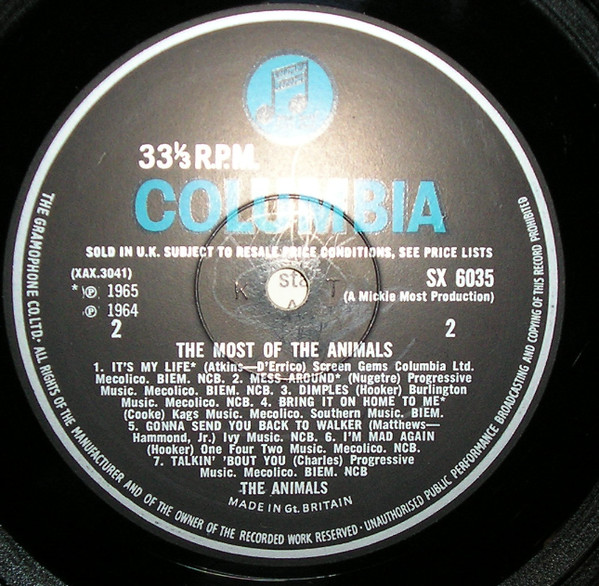 33⅓ R.P.M.
COLUMBIA
SOLD IN U.K. SUBJECT TO RESALE PRICE CONDITIONS, SEE PRICE LISTS
(XAX.3041)
SX 6035
* Ⓟ 1965
(A Mickie Most Production)
Ⓟ 1964
2
2
THE MOST OF THE ANIMALS
1. IT'S MY LIFE* (Atkins—D'Errico) Screen Gems Columbia Ltd.
Mecolico. BIEM. NCB. 2. MESS AROUND* (Nugetre) Progressive
Music. Mecolico. BIEM. NCB. 3. DIMPLES (Hooker) Burlington
Music. Mecolico. NCB. 4. BRING IT ON HOME TO ME*
(Cooke) Kags Music. Mecolico. Southern Music. BIEM.
5. GONNA SEND YOU BACK TO WALKER (Matthews—
Hammond, Jr.) Ivy Music. NCB. 6. I'M MAD AGAIN
(Hooker) One Four Two Music. Mecolico. NCB.
7. TALKIN' 'BOUT YOU (Charles) Progressive
Music. Mecolico. BIEM. NCB
THE ANIMALS
MADE IN Gt. BRITAIN
THE GRAMOPHONE CO. LTD. · ALL RIGHTS OF THE MANUFACTURER AND OF THE OWNER OF THE RECORDED WORK RESERVED · UNAUTHORISED PUBLIC PERFORMANCE BROADCASTING AND COPYING OF THIS RECORD PROHIBITED